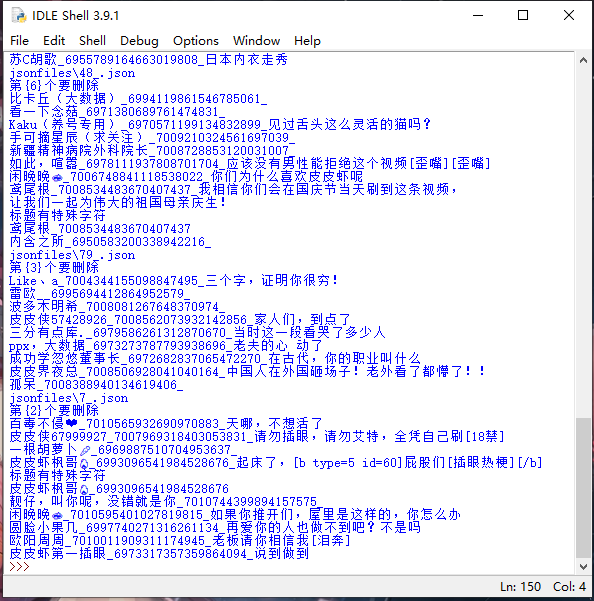 IDLE Shell 3.9.1
File Edit Shell Debug Options Window Help
苏C胡歌_6955789164663019808_日本内衣走秀
jsonfiles\48_.json
第{6}个要删除
比卡丘（大数据）_6994119861546785061_
看一下念菇_6971380689761474831_
Kaku（养号专用）_6970571199134832899_见过舌头这么灵活的猫吗？
手可摘星辰（求关注）_7009210324561697039_
新疆精神病院外科院长_7008728853120031007_
如此，喧嚣_6978111937808701704_应该没有男性能拒绝这个视频[歪嘴][歪嘴]
闲晚晚_7006748841118538022_你们为什么喜欢皮皮虾呢
鸢尾根_7008534483670407437_我相信你们会在国庆节当天刷到这条视频，
让我们一起为伟大的祖国母亲庆生！
标题有特殊字符
鸢尾根_7008534483670407437
内含之所_6950583200338942216_
jsonfiles\79_.json
第{3}个要删除
Like、a_7004344155098847495_三个字，证明你很穷！
雷欧__6995694412864952579_
波多木明希_7008081267648370974_
皮皮侠57428926_7008562073932142856_家人们，到点了
三分有点库._6979586261312870670_当时这一段看哭了多少人
ppx，大数据_6973273787793938696_老夫的心 动了
成功学忽悠董事长_6972682837065472270_在古代，你的职业叫什么
皮皮界夜总_7008506928041040164_中国人在外国砸场子！老外看了都懵了！！
孤呆_7008388940134619406_
jsonfiles\7_.json
第{2}个要删除
百毒不侵❤_7010565932690970883_天哪，不想活了
皮皮侠67999927_7007969318403053831_请勿插眼，请勿艾特，全凭自己刷[18禁]
一根胡萝卜_6969887510704953637_
皮皮虾枫哥_6993096541984528676_起床了，[b type=5 id=60]屁股们[插眼热梗][/b]
标题有特殊字符
皮皮虾枫哥_6993096541984528676
靓仔，叫你呢，没错就是你_7010744399894157575
闲晚晚_7010595401027819815_如果你推开们，屋里是这样的，你怎么办
圆脸小果几_6997740271316261134_再爱你的人也做不到吧？不是吗
欧阳周周_7010011909311174945_老板请你相信我[泪奔]
皮皮虾第一插眼_6973317357359864094_说到做到
>>>
Ln: 150 Col: 4